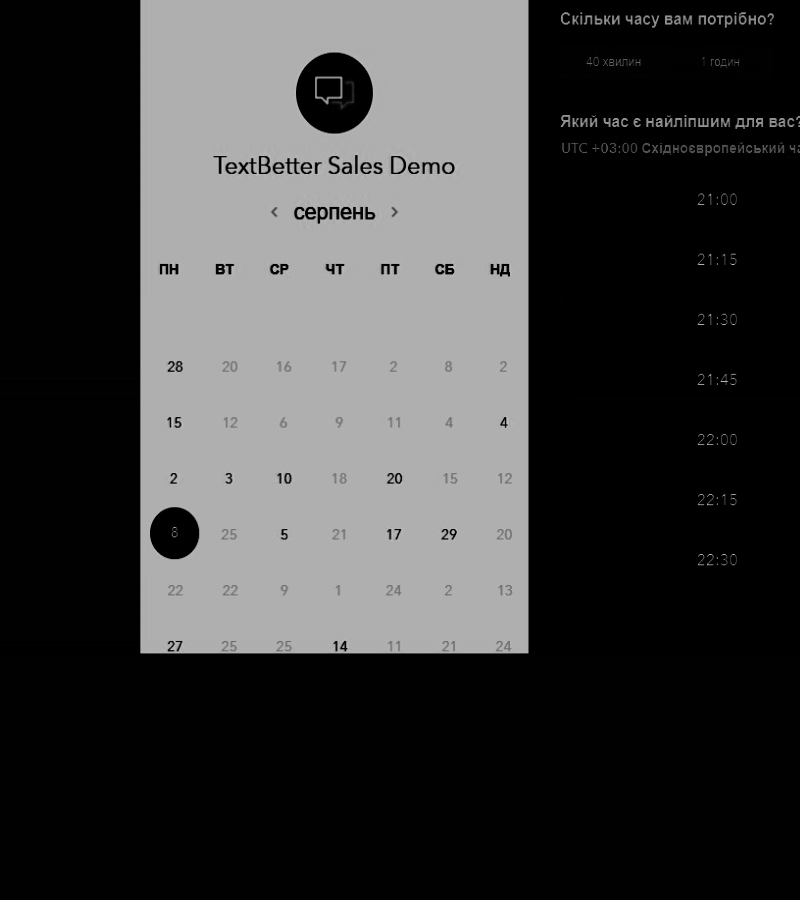 TextBetter Sales Demo
серпень
ПН ВТ СР ЧТ ПТ СБ НД
28 20 16 17 2 8 2
15 12 6 9 11 4 4
2 3 10 18 20 15 12
8 25 5 21 17 29 20
22 22 9 1 24 2 13
27 25 25 14 11 21 24
Скільки часу вам потрібно?
40 хвилин 1 годин
Який час є найліпшим для вас?
UTC +03:00 Східноєвропейський ча
21:00
21:15
21:30
21:45
22:00
22:15
22:30